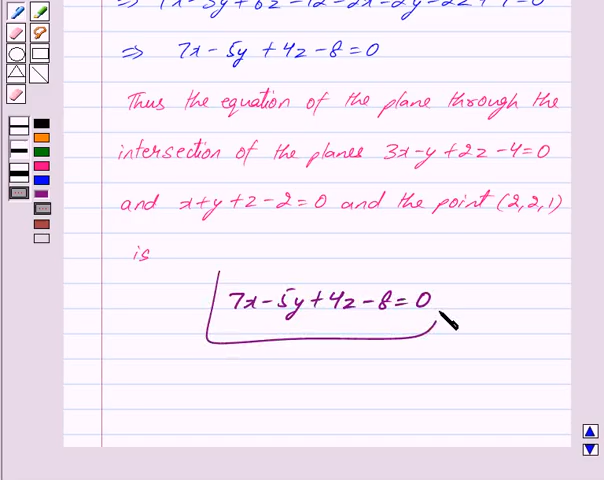 ⇒ 7x - 5y + 4z - 8 = 0
Thus the equation of the plane through the
intersection of the planes 3x - y + 2z - 4 = 0
and x + y + z - 2 = 0 and the point (2, 2, 1)
is
7x - 5y + 4z - 8 = 0